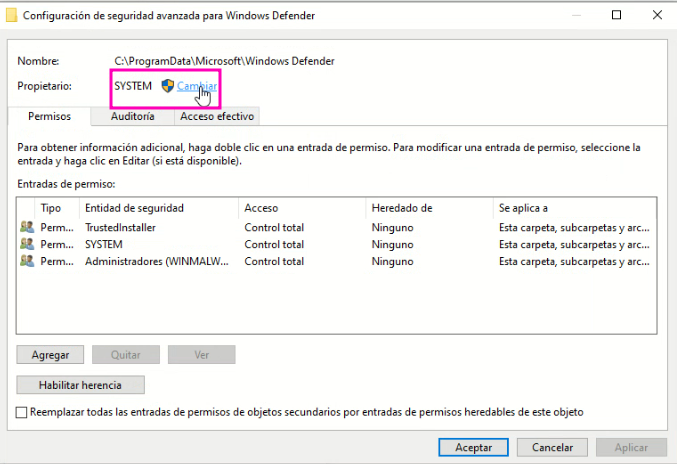 Configuración de seguridad avanzada para Windows Defender
Nombre: C:\ProgramData\Microsoft\Windows Defender
Propietario: SYSTEM Cambiar
Permisos Auditoría Acceso efectivo
Para obtener información adicional, haga doble clic en una entrada de permiso. Para modificar una entrada de permiso, seleccione la
entrada y haga clic en Editar (si está disponible).
Entradas de permiso:
Tipo Entidad de seguridad Acceso Heredado de Se aplica a
Perm... TrustedInstaller Control total Ninguno Esta carpeta, subcarpetas y arc...
Perm... SYSTEM Control total Ninguno Esta carpeta, subcarpetas y arc...
Perm... Administradores (WINMALW... Control total Ninguno Esta carpeta, subcarpetas y arc...
Agregar Quitar Ver
Habilitar herencia
Reemplazar todas las entradas de permisos de objetos secundarios por entradas de permisos heredables de este objeto
Aceptar Cancelar Aplicar